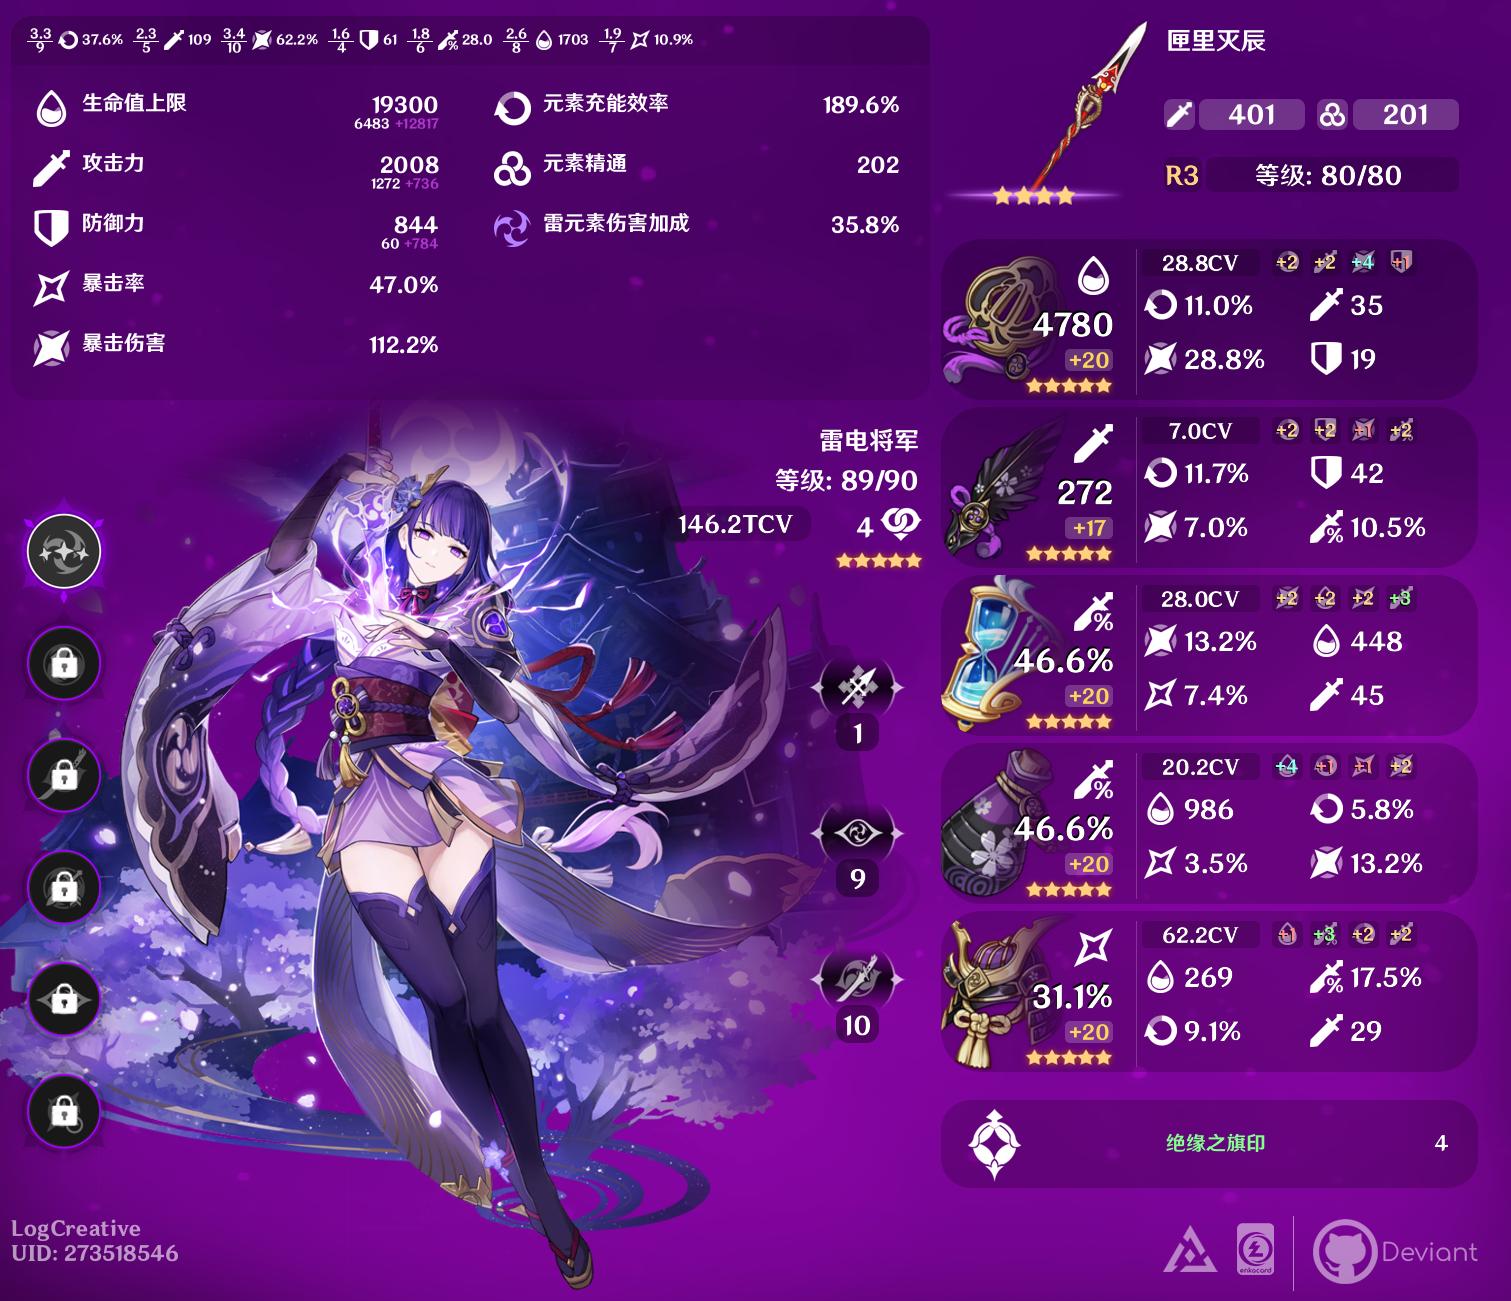 3.3 9 37.6% 2.3 5 109 3.4 10 62.2% 1.6 4 61 1.8 6 28.0 2.6 8 1703 1.9 7 10.9%
生命值上限 19300
6483 +12817
元素充能效率 189.6%
攻击力 2008
1272 +736
元素精通 202
防御力 844
60 +784
雷元素伤害加成 35.8%
暴击率 47.0%
暴击伤害 112.2%
匣里灭辰
401 201
R3 等级: 80/80
雷电将军
等级: 89/90
146.2TCV 4
1
9
10
28.8CV +2 +2 +4 +1
4780
+20
11.0% 35
28.8% 19
7.0CV +2 +2 +1 +2
272
+17
11.7% 42
7.0% 10.5%
28.0CV +2 +2 +2 +3
46.6%
+20
13.2% 448
7.4% 45
20.2CV +4 +1 +1 +2
46.6%
+20
986 5.8%
3.5% 13.2%
62.2CV +1 +3 +2 +2
31.1%
+20
269 17.5%
9.1% 29
绝缘之旗印 4
LogCreative
UID: 273518546
enkacard
Deviant